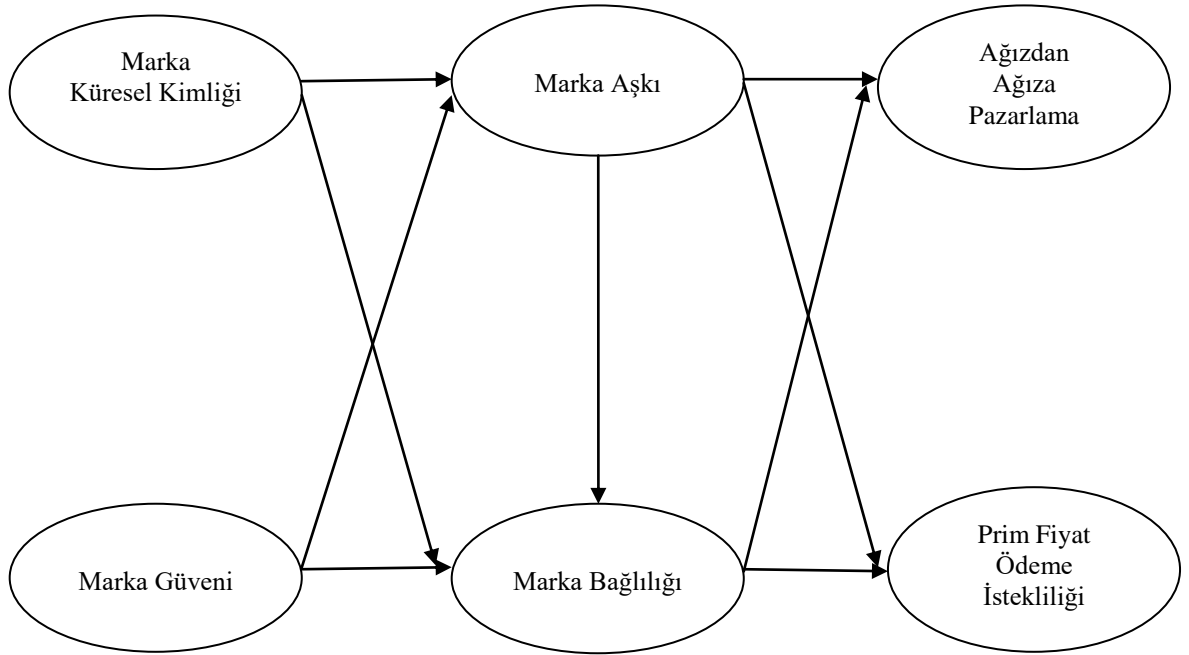 Marka
Küresel Kimliği
Marka Aşkı
Ağızdan
Ağıza
Pazarlama
Marka Güveni
Marka Bağlılığı
Prim Fiyat
Ödeme
İstekliliği